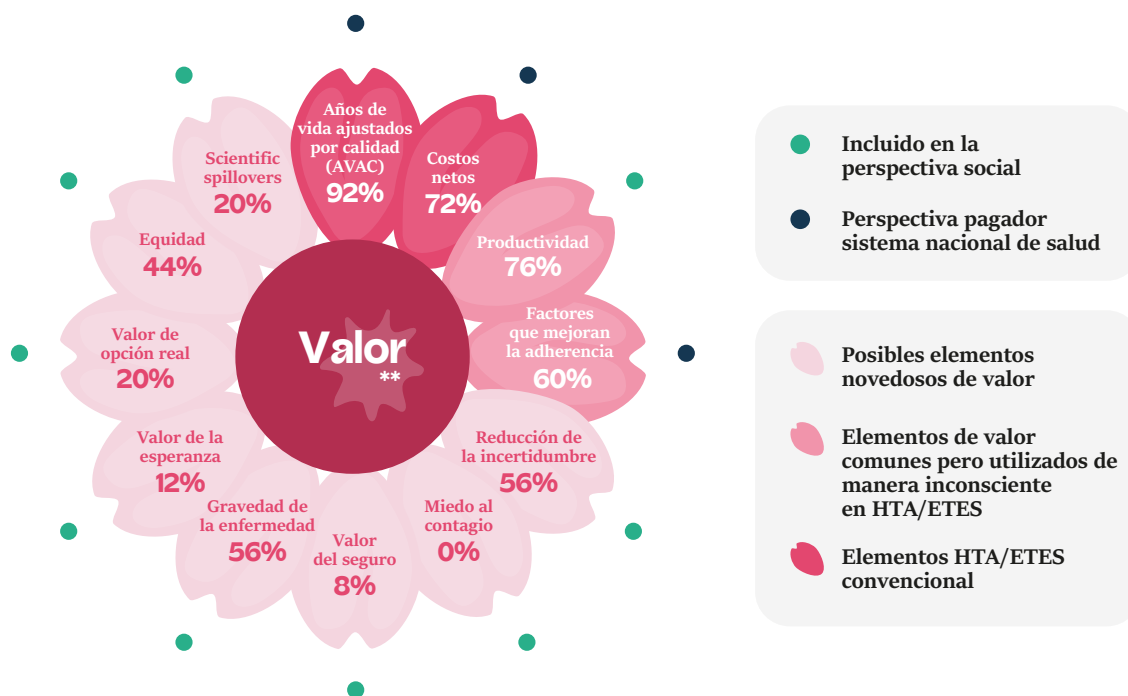 Años de
vida ajustados
por calidad
(AVAC)
92%
Costos
netos
72%
Productividad
76%
Factores
que mejoran
la adherencia
60%
Reducción de
la incertidumbre
56%
Miedo al
contagio
0%
Valor
del seguro
8%
Gravedad de
la enfermedad
56%
Valor de la
esperanza
12%
Valor de
opción real
20%
Equidad
44%
Scientific
spillovers
20%
Valor
**
Incluido en la
perspectiva social
Perspectiva pagador
sistema nacional de salud
Posibles elementos
novedosos de valor
Elementos de valor
comunes pero utilizados de
manera inconsciente
en HTA/ETES
Elementos HTA/ETES
convencional